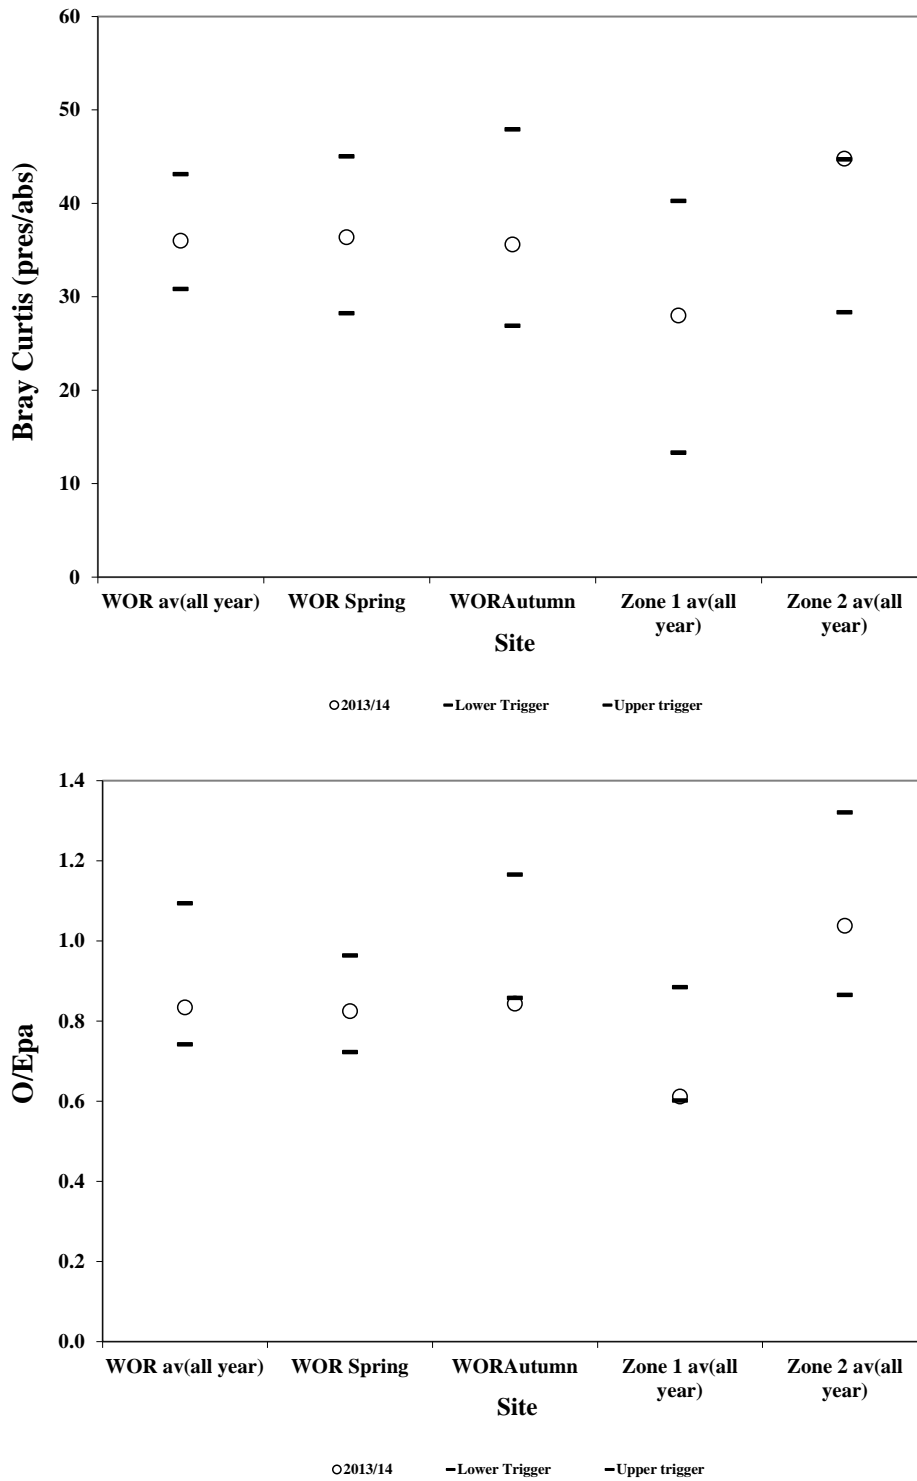 60
50
40
30
20
10
0
Bray Curtis (pres/abs)
WOR av(all year) WOR Spring WORAutumn Zone 1 av(all Zone 2 av(all
year) year)
Site
2013/14 Lower Trigger Upper trigger
1.4
1.2
1.0
0.8
0.6
0.4
0.2
0.0
O/Epa
WOR av(all year) WOR Spring WORAutumn Zone 1 av(all Zone 2 av(all
year) year)
Site
2013/14 Lower Trigger Upper trigger